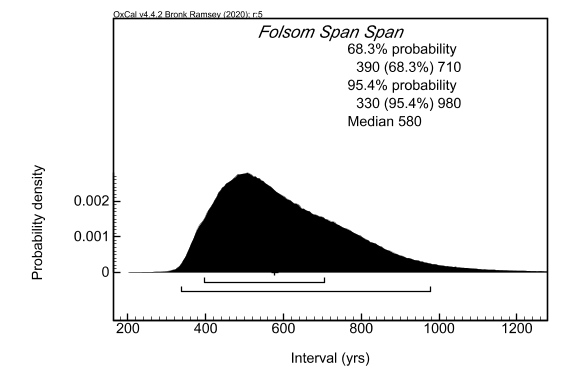 OxCal v4.4.2 Bronk Ramsey (2020); r:5
Folsom Span Span
68.3% probability
390 (68.3%) 710
95.4% probability
330 (95.4%) 980
Median 580
Probability density
0.002
0.001
0
200 400 600 800 1000 1200
Interval (yrs)